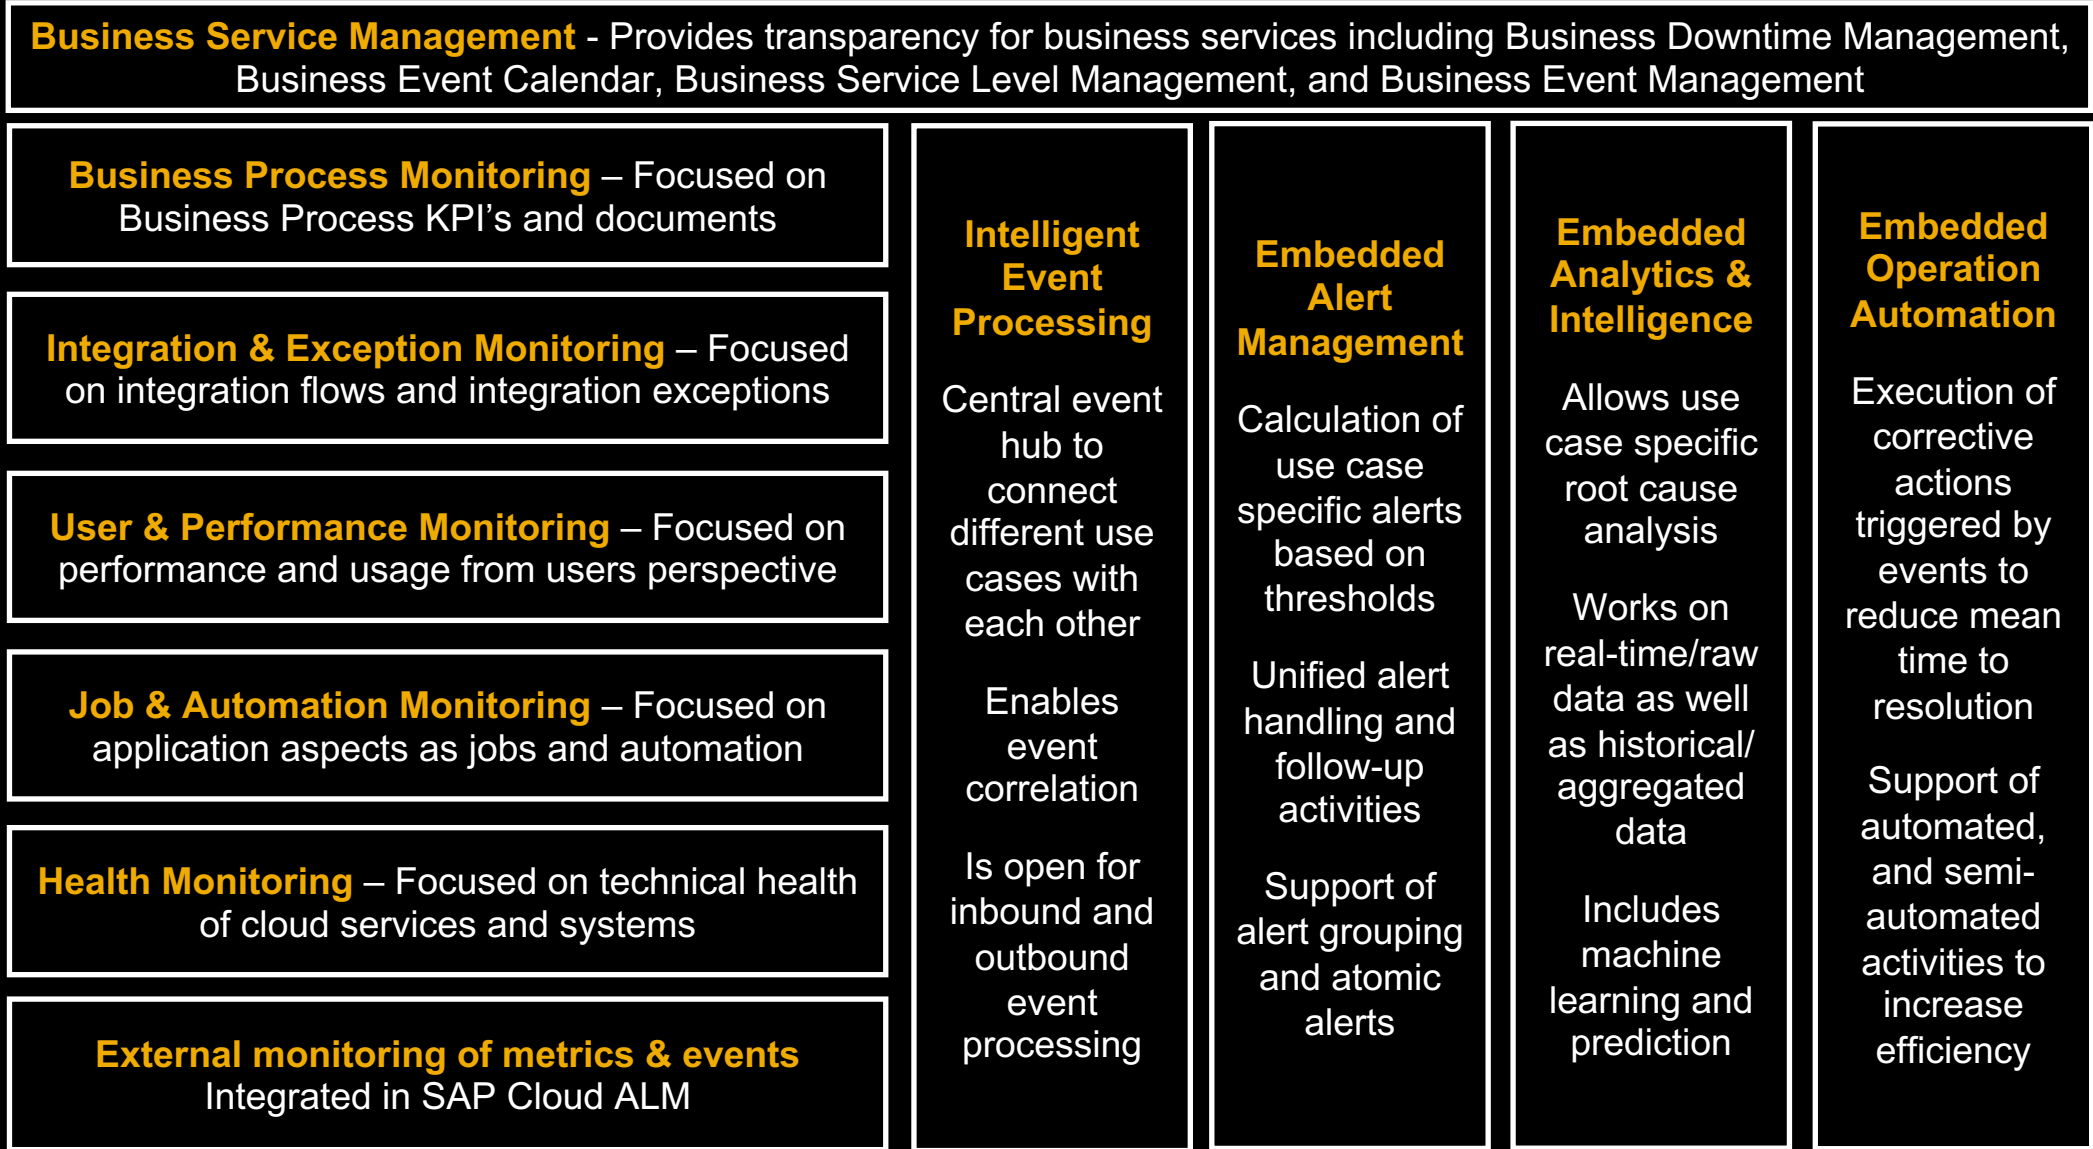 Business Service Management - Provides transparency for business services including Business Downtime Management,
Business Event Calendar, Business Service Level Management, and Business Event Management
Business Process Monitoring – Focused on
Business Process KPI's and documents
Integration & Exception Monitoring – Focused
on integration flows and integration exceptions
User & Performance Monitoring – Focused on
performance and usage from users perspective
Job & Automation Monitoring – Focused on
application aspects as jobs and automation
Health Monitoring – Focused on technical health
of cloud services and systems
External monitoring of metrics & events
Integrated in SAP Cloud ALM
Intelligent
Event
Processing
Central event
hub to
connect
different use
cases with
each other
Enables
event
correlation
Is open for
inbound and
outbound
event
processing
Embedded
Alert
Management
Calculation of
use case
specific alerts
based on
thresholds
Unified alert
handling and
follow-up
activities
Support of
alert grouping
and atomic
alerts
Embedded
Analytics &
Intelligence
Allows use
case specific
root cause
analysis
Works on
real-time/raw
data as well
as historical/
aggregated
data
Includes
machine
learning and
prediction
Embedded
Operation
Automation
Execution of
corrective
actions
triggered by
events to
reduce mean
time to
resolution
Support of
automated,
and semi-
automated
activities to
increase
efficiency